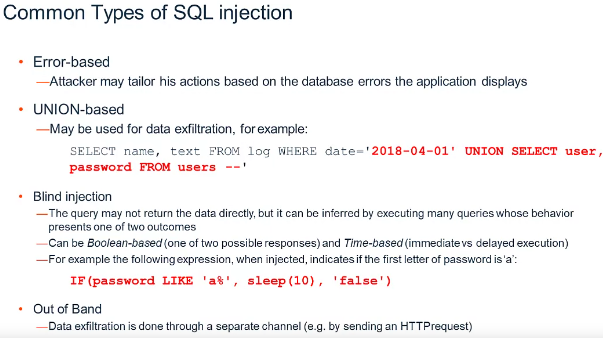 Common Types of SQL injection
• Error-based
—Attacker may tailor his actions based on the database errors the application displays
• UNION-based
—May be used for data exfiltration, for example:
SELECT name, text FROM log WHERE date='2018-04-01' UNION SELECT user,
password FROM users --'
• Blind injection
—The query may not return the data directly, but it can be inferred by executing many queries whose behavior
presents one of two outcomes
—Can be Boolean-based (one of two possible responses) and Time-based (immediate vs delayed execution)
—For example the following expression, when injected, indicates if the first letter of password is 'a':
IF(password LIKE 'a%', sleep(10), 'false')
• Out of Band
—Data exfiltration is done through a separate channel (e.g. by sending an HTTP request)